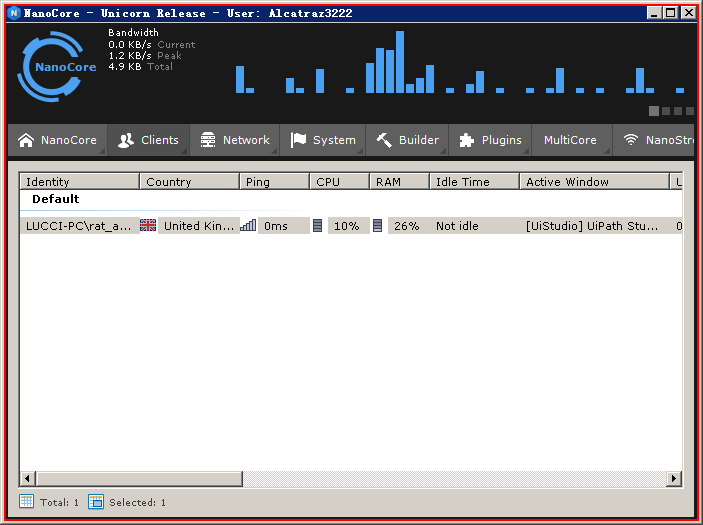 NanoCore - Unicorn Release - User: Alcatraz3222
NanoCore
Bandwidth
0.0 KB/s Current
1.2 KB/s Peak
4.9 KB Total
NanoCore Clients Network System Builder Plugins MultiCore NanoStr
Identity Country Ping CPU RAM Idle Time Active Window U
Default
LUCCI-PC\rat_a... United Kin... 0ms 10% 26% Not idle [UiStudio] UiPath Stu... 0
Total: 1 Selected: 1